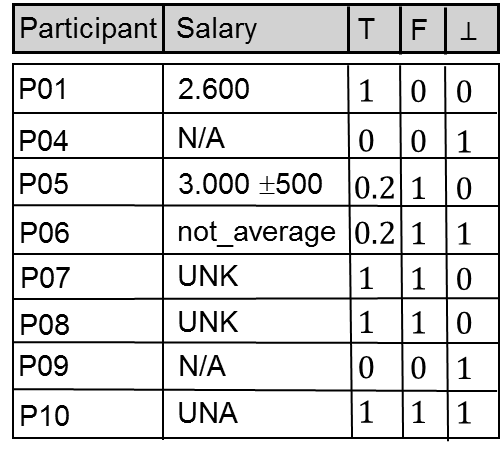 Participant Salary T F ⊥
P01 2.600 1 0 0
P04 N/A 0 0 1
P05 3.000 ±500 0.2 1 0
P06 not_average 0.2 1 1
P07 UNK 1 1 0
P08 UNK 1 1 0
P09 N/A 0 0 1
P10 UNA 1 1 1